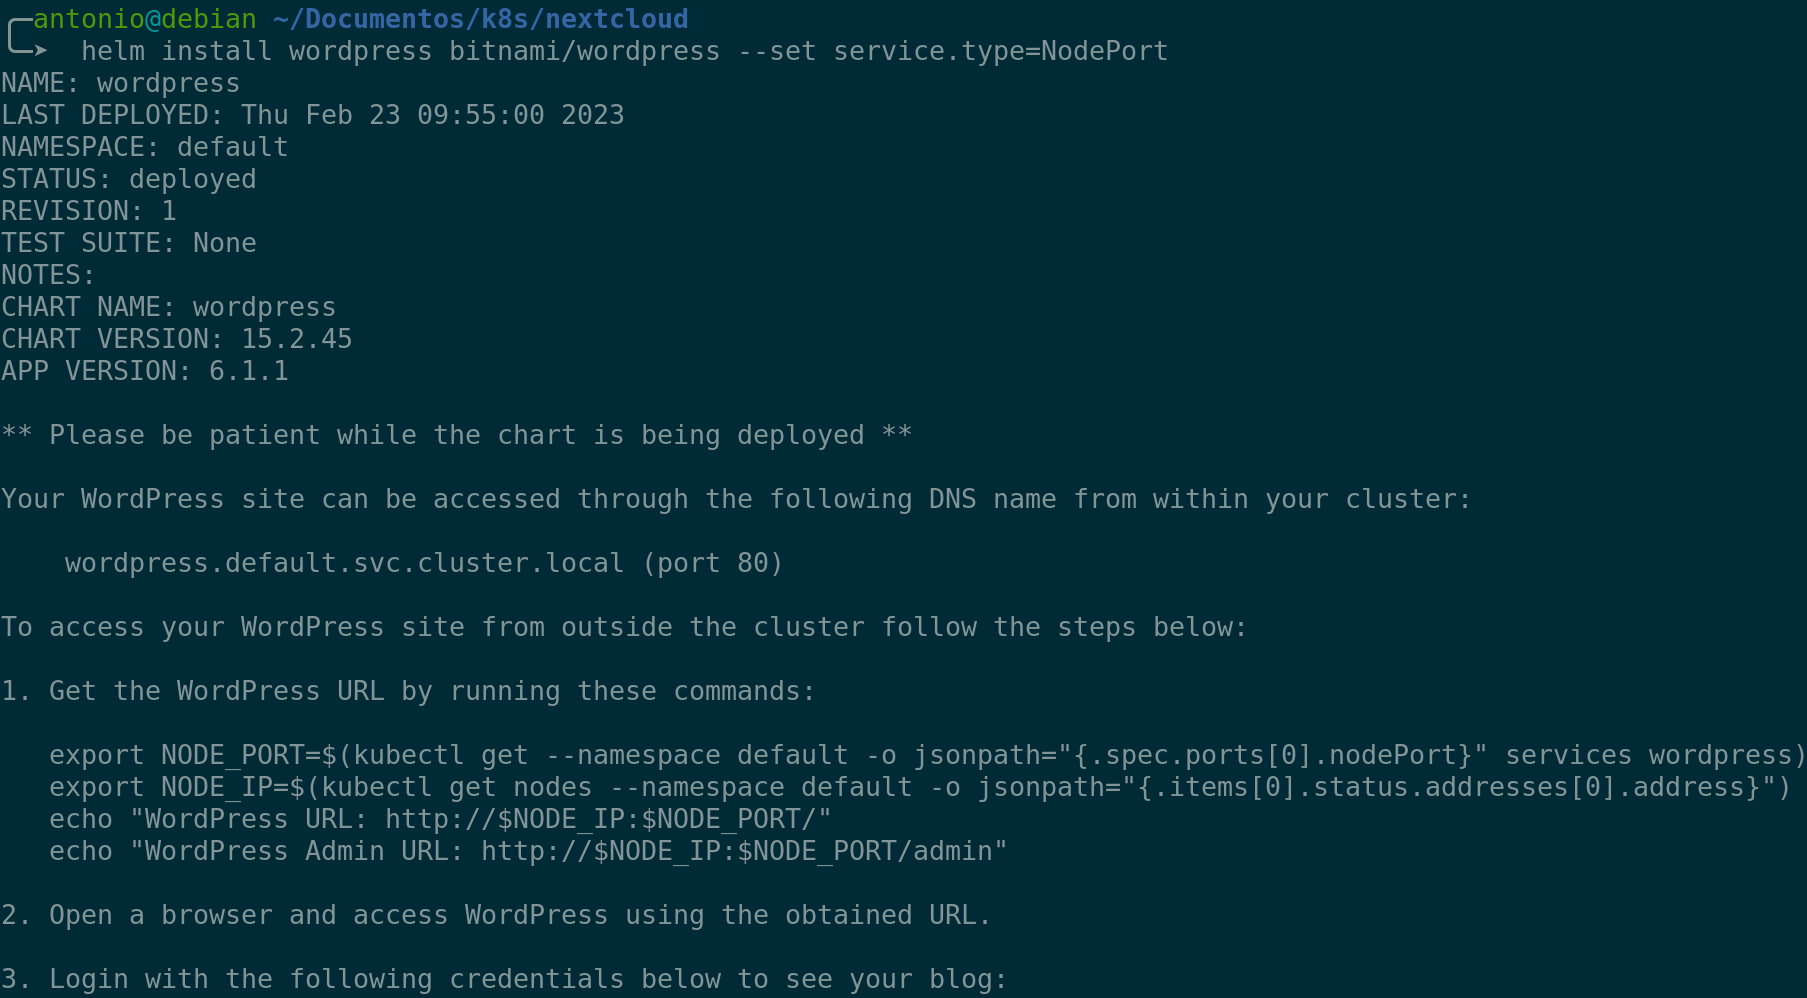 antonio@debian ~/Documentos/k8s/nextcloud
➤  helm install wordpress bitnami/wordpress --set service.type=NodePort
NAME: wordpress
LAST DEPLOYED: Thu Feb 23 09:55:00 2023
NAMESPACE: default
STATUS: deployed
REVISION: 1
TEST SUITE: None
NOTES:
CHART NAME: wordpress
CHART VERSION: 15.2.45
APP VERSION: 6.1.1
** Please be patient while the chart is being deployed **
Your WordPress site can be accessed through the following DNS name from within your cluster:
    wordpress.default.svc.cluster.local (port 80)
To access your WordPress site from outside the cluster follow the steps below:
1. Get the WordPress URL by running these commands:
   export NODE_PORT=$(kubectl get --namespace default -o jsonpath="{.spec.ports[0].nodePort}" services wordpress)
   export NODE_IP=$(kubectl get nodes --namespace default -o jsonpath="{.items[0].status.addresses[0].address}")
   echo "WordPress URL: http://$NODE_IP:$NODE_PORT/"
   echo "WordPress Admin URL: http://$NODE_IP:$NODE_PORT/admin"
2. Open a browser and access WordPress using the obtained URL.
3. Login with the following credentials below to see your blog: